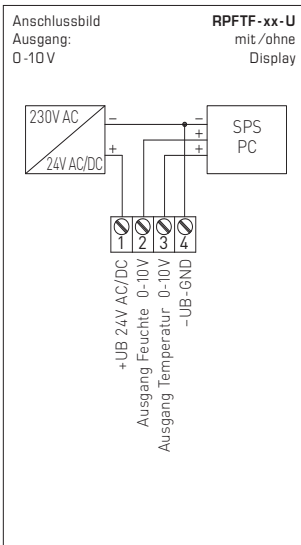 Anschlussbild
Ausgang:
0-10 V
RPFTF-xx-U
mit/ohne
Display
230V AC
24V AC/DC
–
+
–
+
+
SPS
PC
1
2
3
4
+UB 24V AC/DC
Ausgang Feuchte 0-10V
Ausgang Temperatur 0-10V
–UB-GND